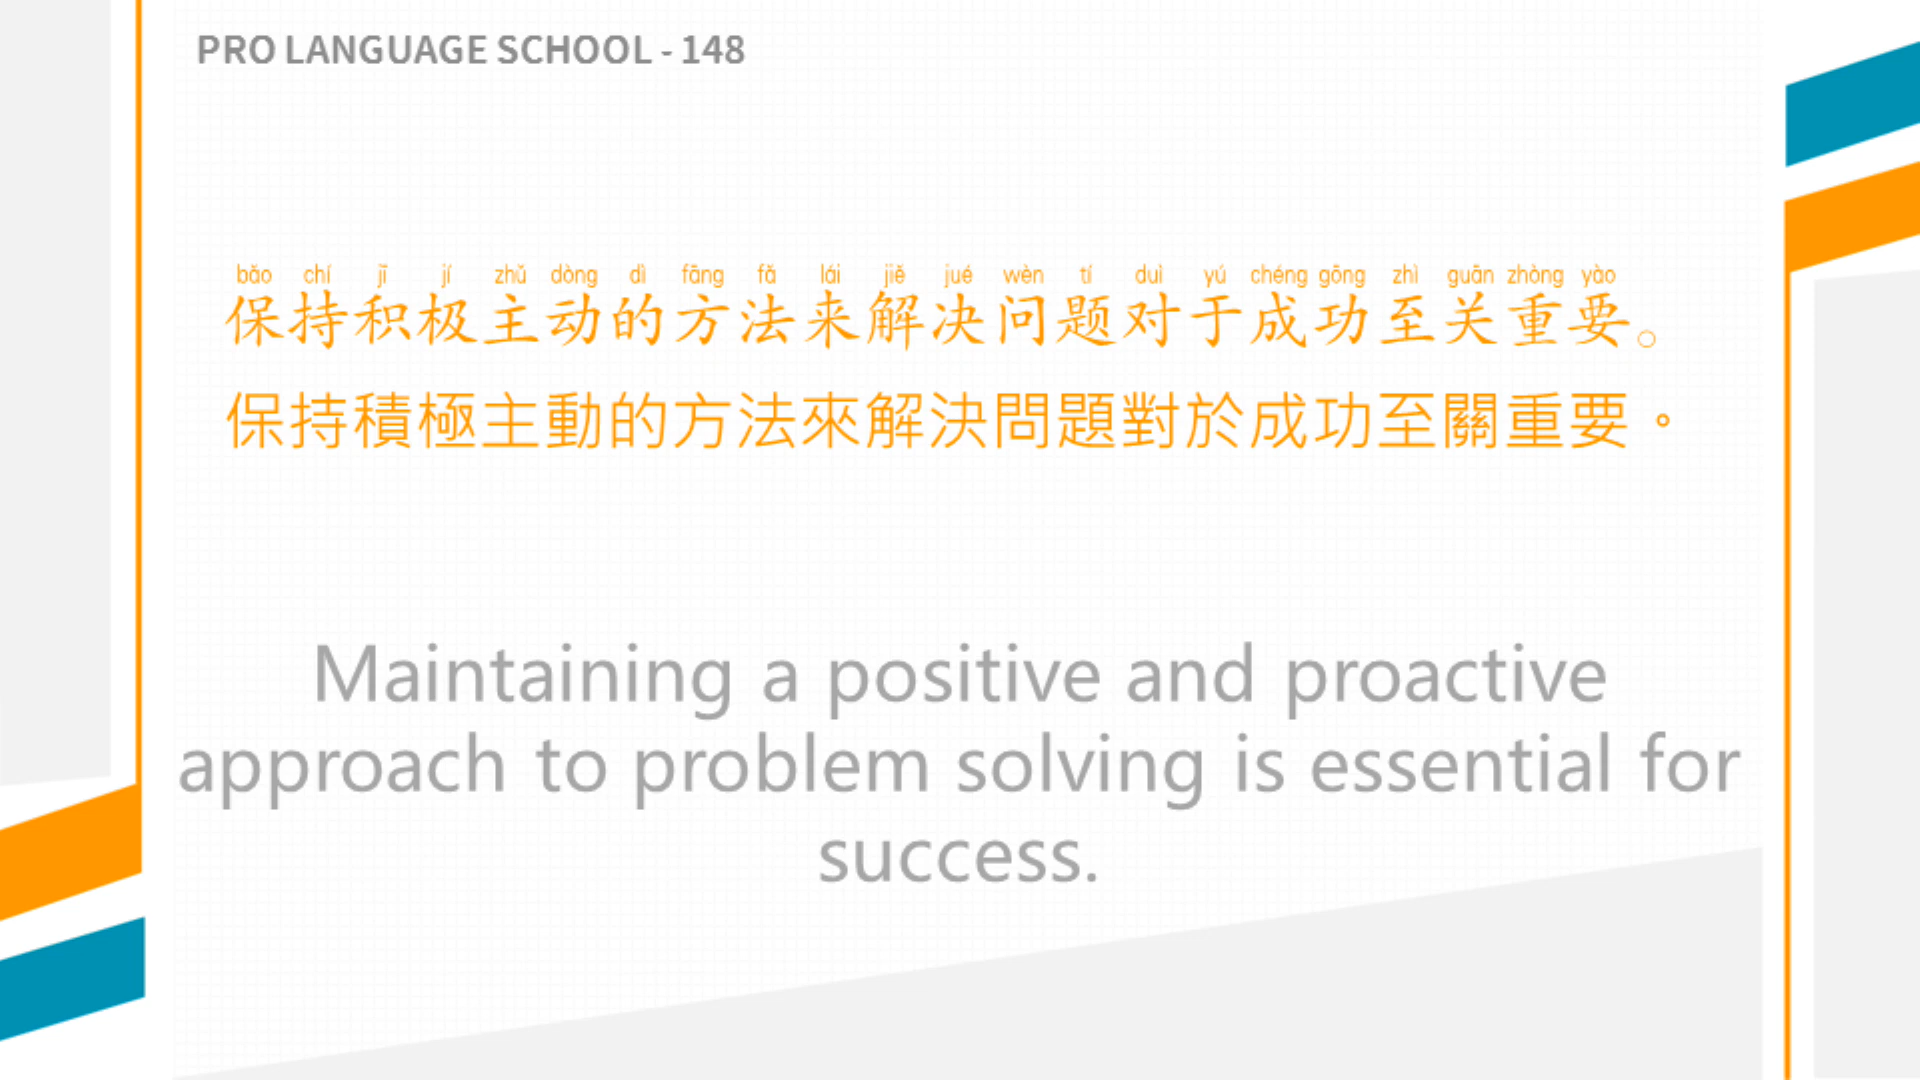 PRO LANGUAGE SCHOOL - 148
bǎo chí jī jí zhǔ dòng dì fāng fǎ lái jiě jué wèn tí duì yú chéng gōng zhì guān zhòng yào
保持积极主动的方法来解决问题对于成功至关重要。
保持積極主動的方法來解決問題對於成功至關重要。
Maintaining a positive and proactive
approach to problem solving is essential for
success.